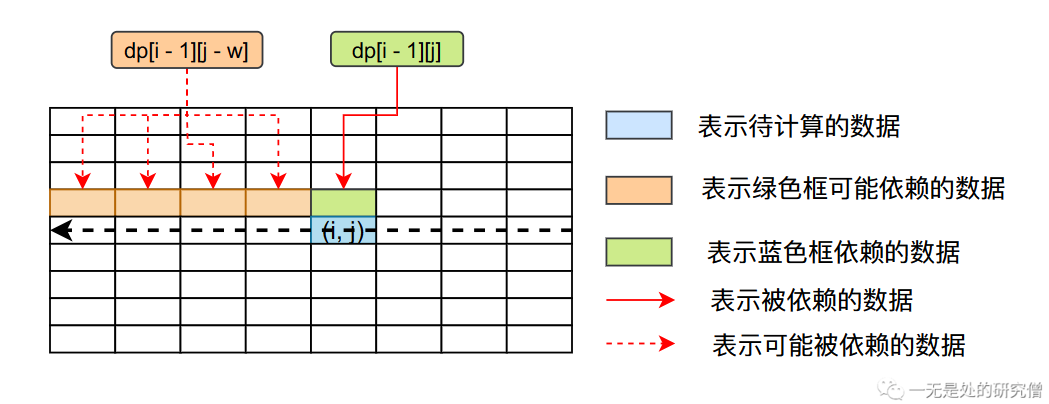 dp[i - 1][j - w]
dp[i - 1][j]
(i, j)
表示待计算的数据
表示绿色框可能依赖的数据
表示蓝色框依赖的数据
表示被依赖的数据
表示可能被依赖的数据
一无是处的研究僧